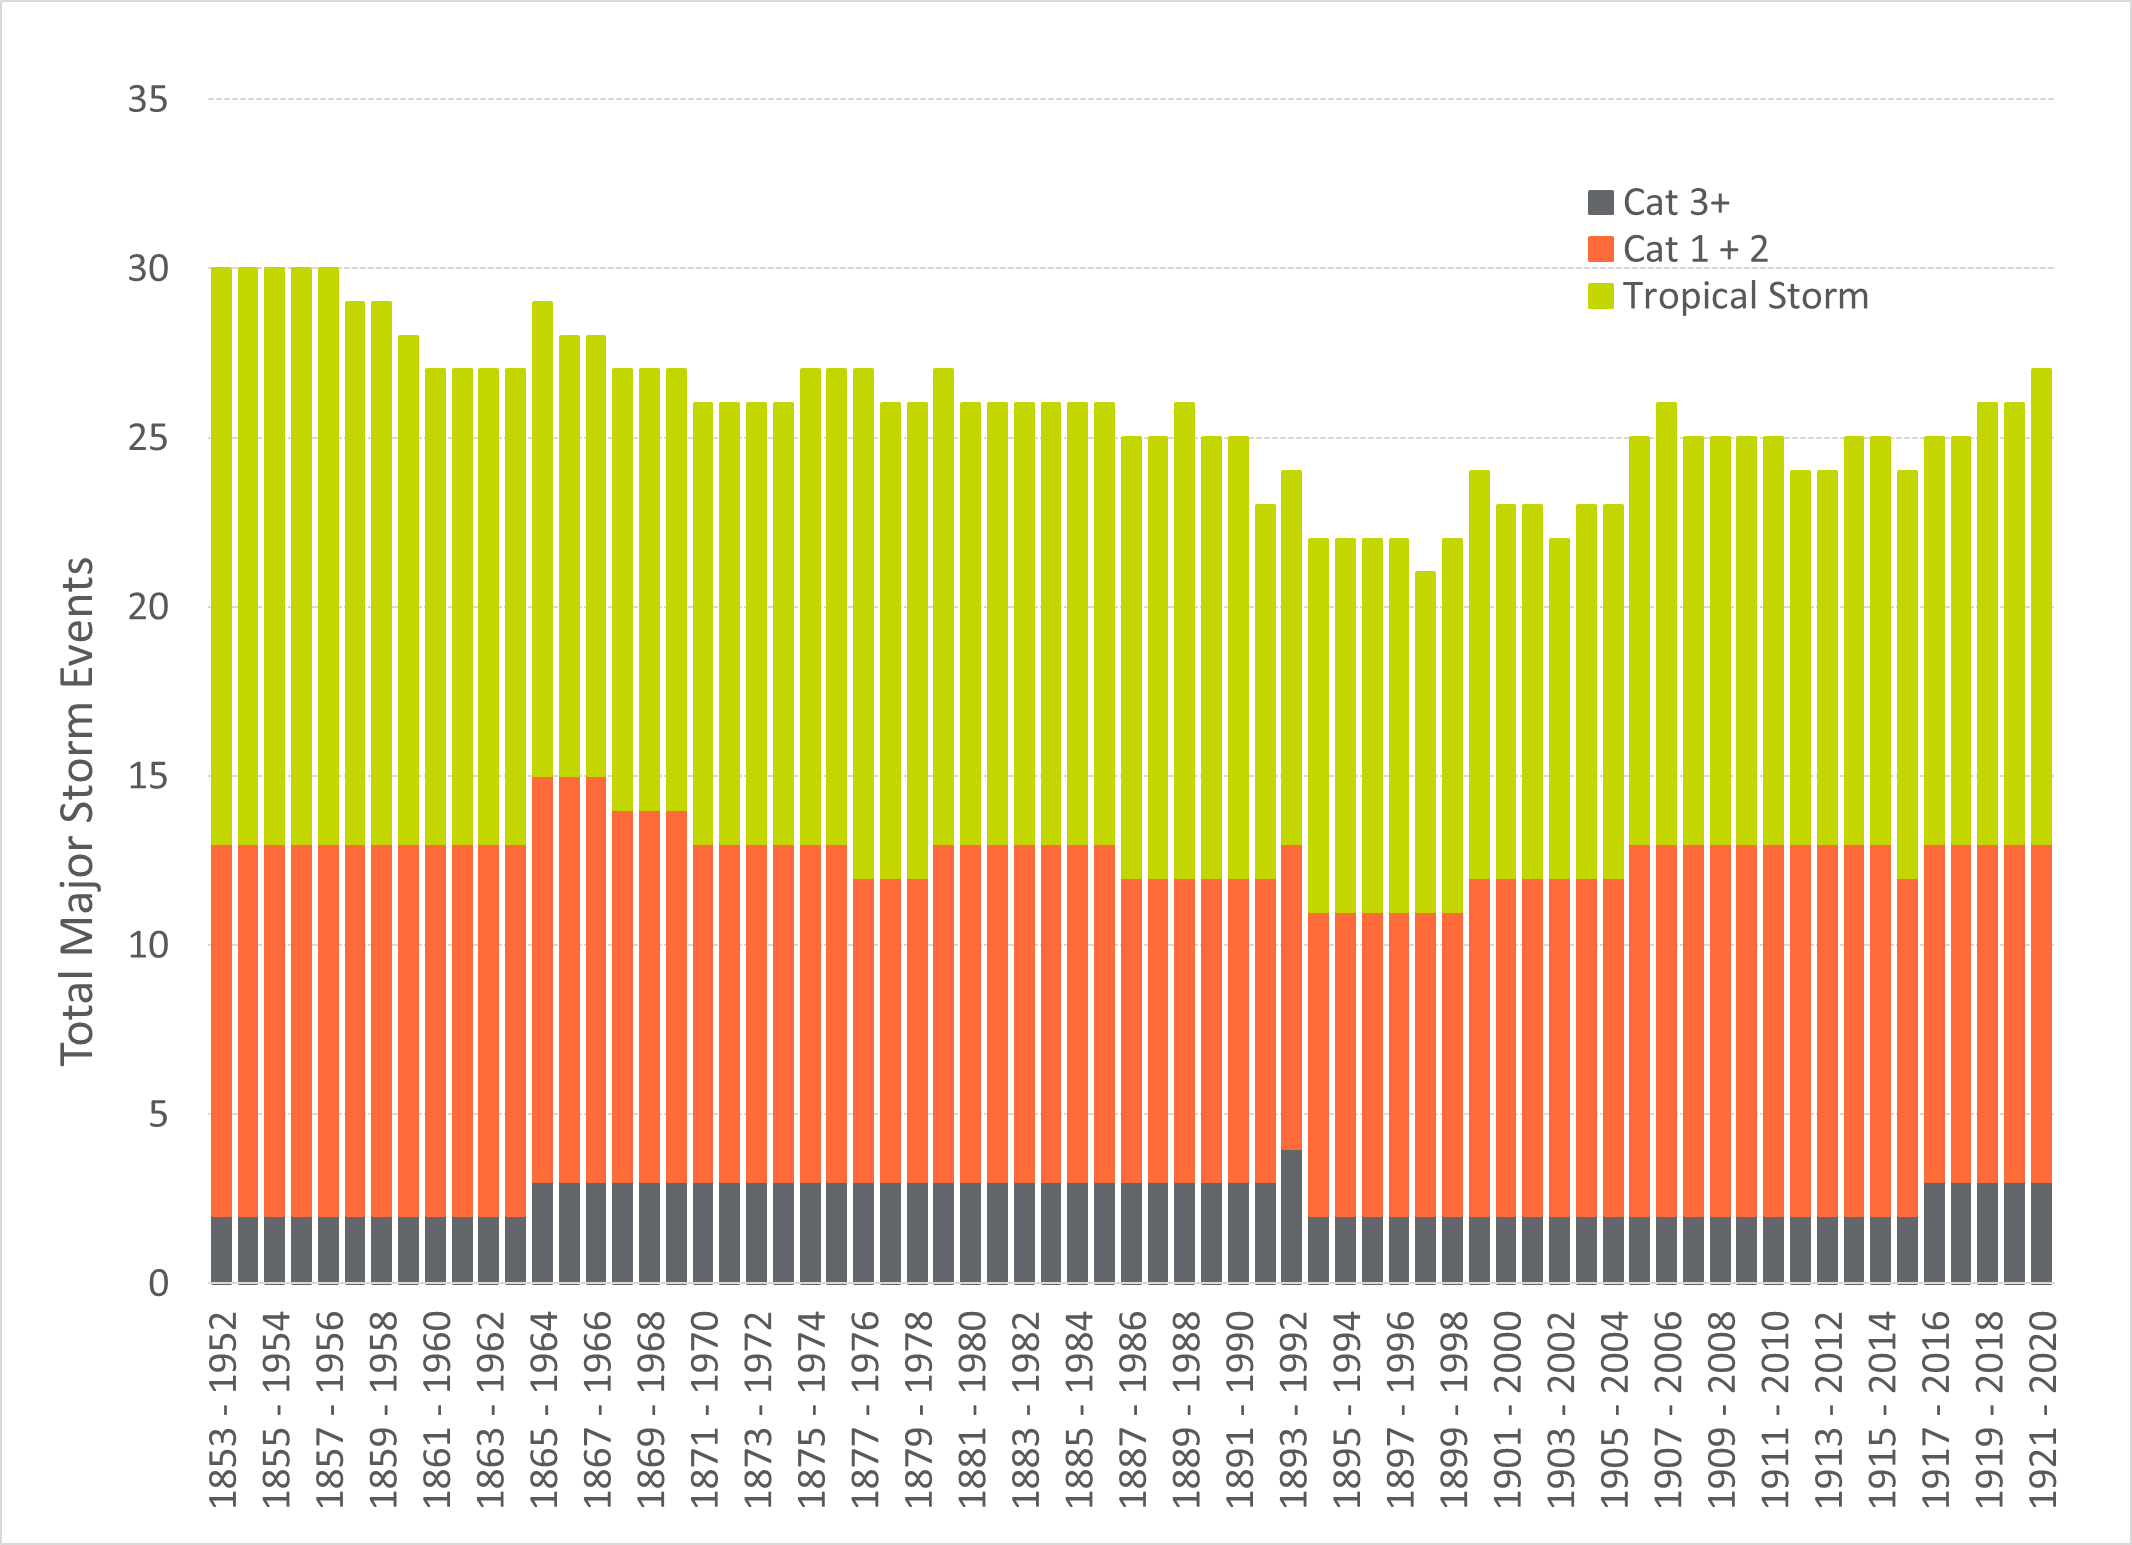 35
30
25
20
15
10
5
0
Total Major Storm Events
Cat 3+
Cat 1 + 2
Tropical Storm
1853 - 1952
1855 - 1954
1857 - 1956
1859 - 1958
1861 - 1960
1863 - 1962
1865 - 1964
1867 - 1966
1869 - 1968
1871 - 1970
1873 - 1972
1875 - 1974
1877 - 1976
1879 - 1978
1881 - 1980
1883 - 1982
1885 - 1984
1887 - 1986
1889 - 1988
1891 - 1990
1893 - 1992
1895 - 1994
1897 - 1996
1899 - 1998
1901 - 2000
1903 - 2002
1905 - 2004
1907 - 2006
1909 - 2008
1911 - 2010
1913 - 2012
1915 - 2014
1917 - 2016
1919 - 2018
1921 - 2020